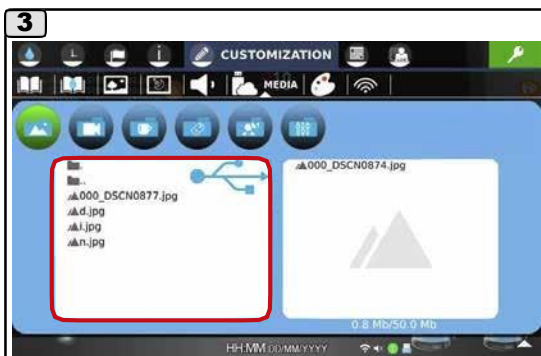 3
CUSTOMIZATION
MEDIA
.
..
000_DSCN0877.jpg
d.jpg
i.jpg
n.jpg
000_DSCN0874.jpg
0.8 Mb/50.0 Mb
HH:MM DD/MM/YYYY